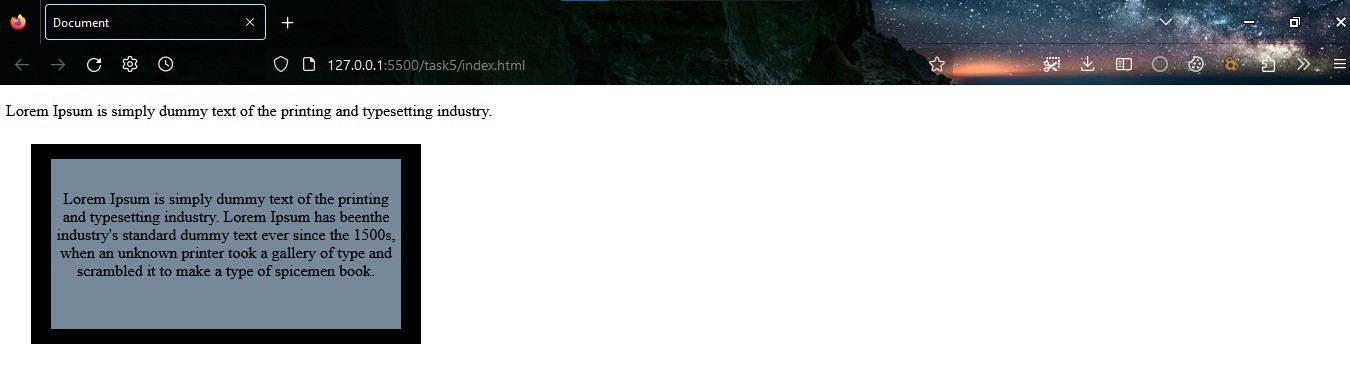 Document
127.0.0.1:5500/task5/index.html
Lorem Ipsum is simply dummy text of the printing and typesetting industry.
Lorem Ipsum is simply dummy text of the printing
and typesetting industry. Lorem Ipsum has beenthe
industry's standard dummy text ever since the 1500s,
when an unknown printer took a gallery of type and
scrambled it to make a type of spicemen book.